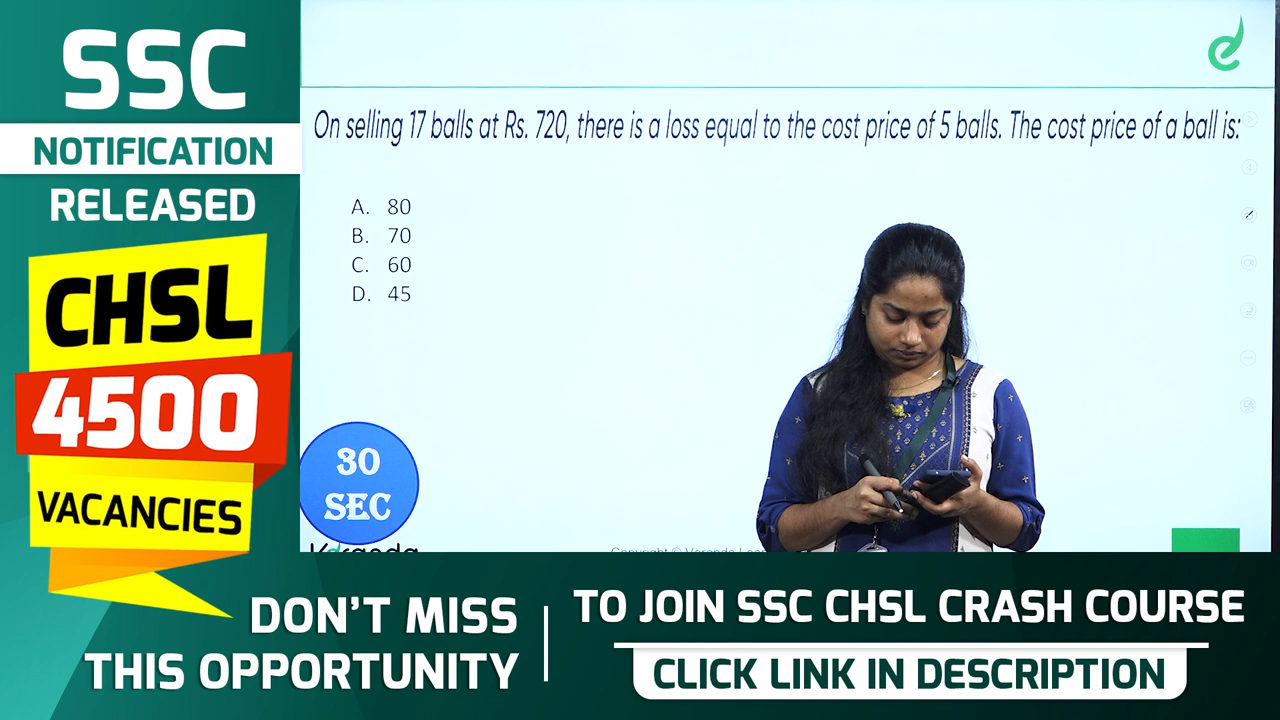 SSC
NOTIFICATION
RELEASED
CHSL
4500
VACANCIES
On selling 17 balls at Rs. 720, there is a loss equal to the cost price of 5 balls. The cost price of a ball is:
A. 80
B. 70
C. 60
D. 45
30
SEC
DON'T MISS
THIS OPPORTUNITY
TO JOIN SSC CHSL CRASH COURSE
CLICK LINK IN DESCRIPTION